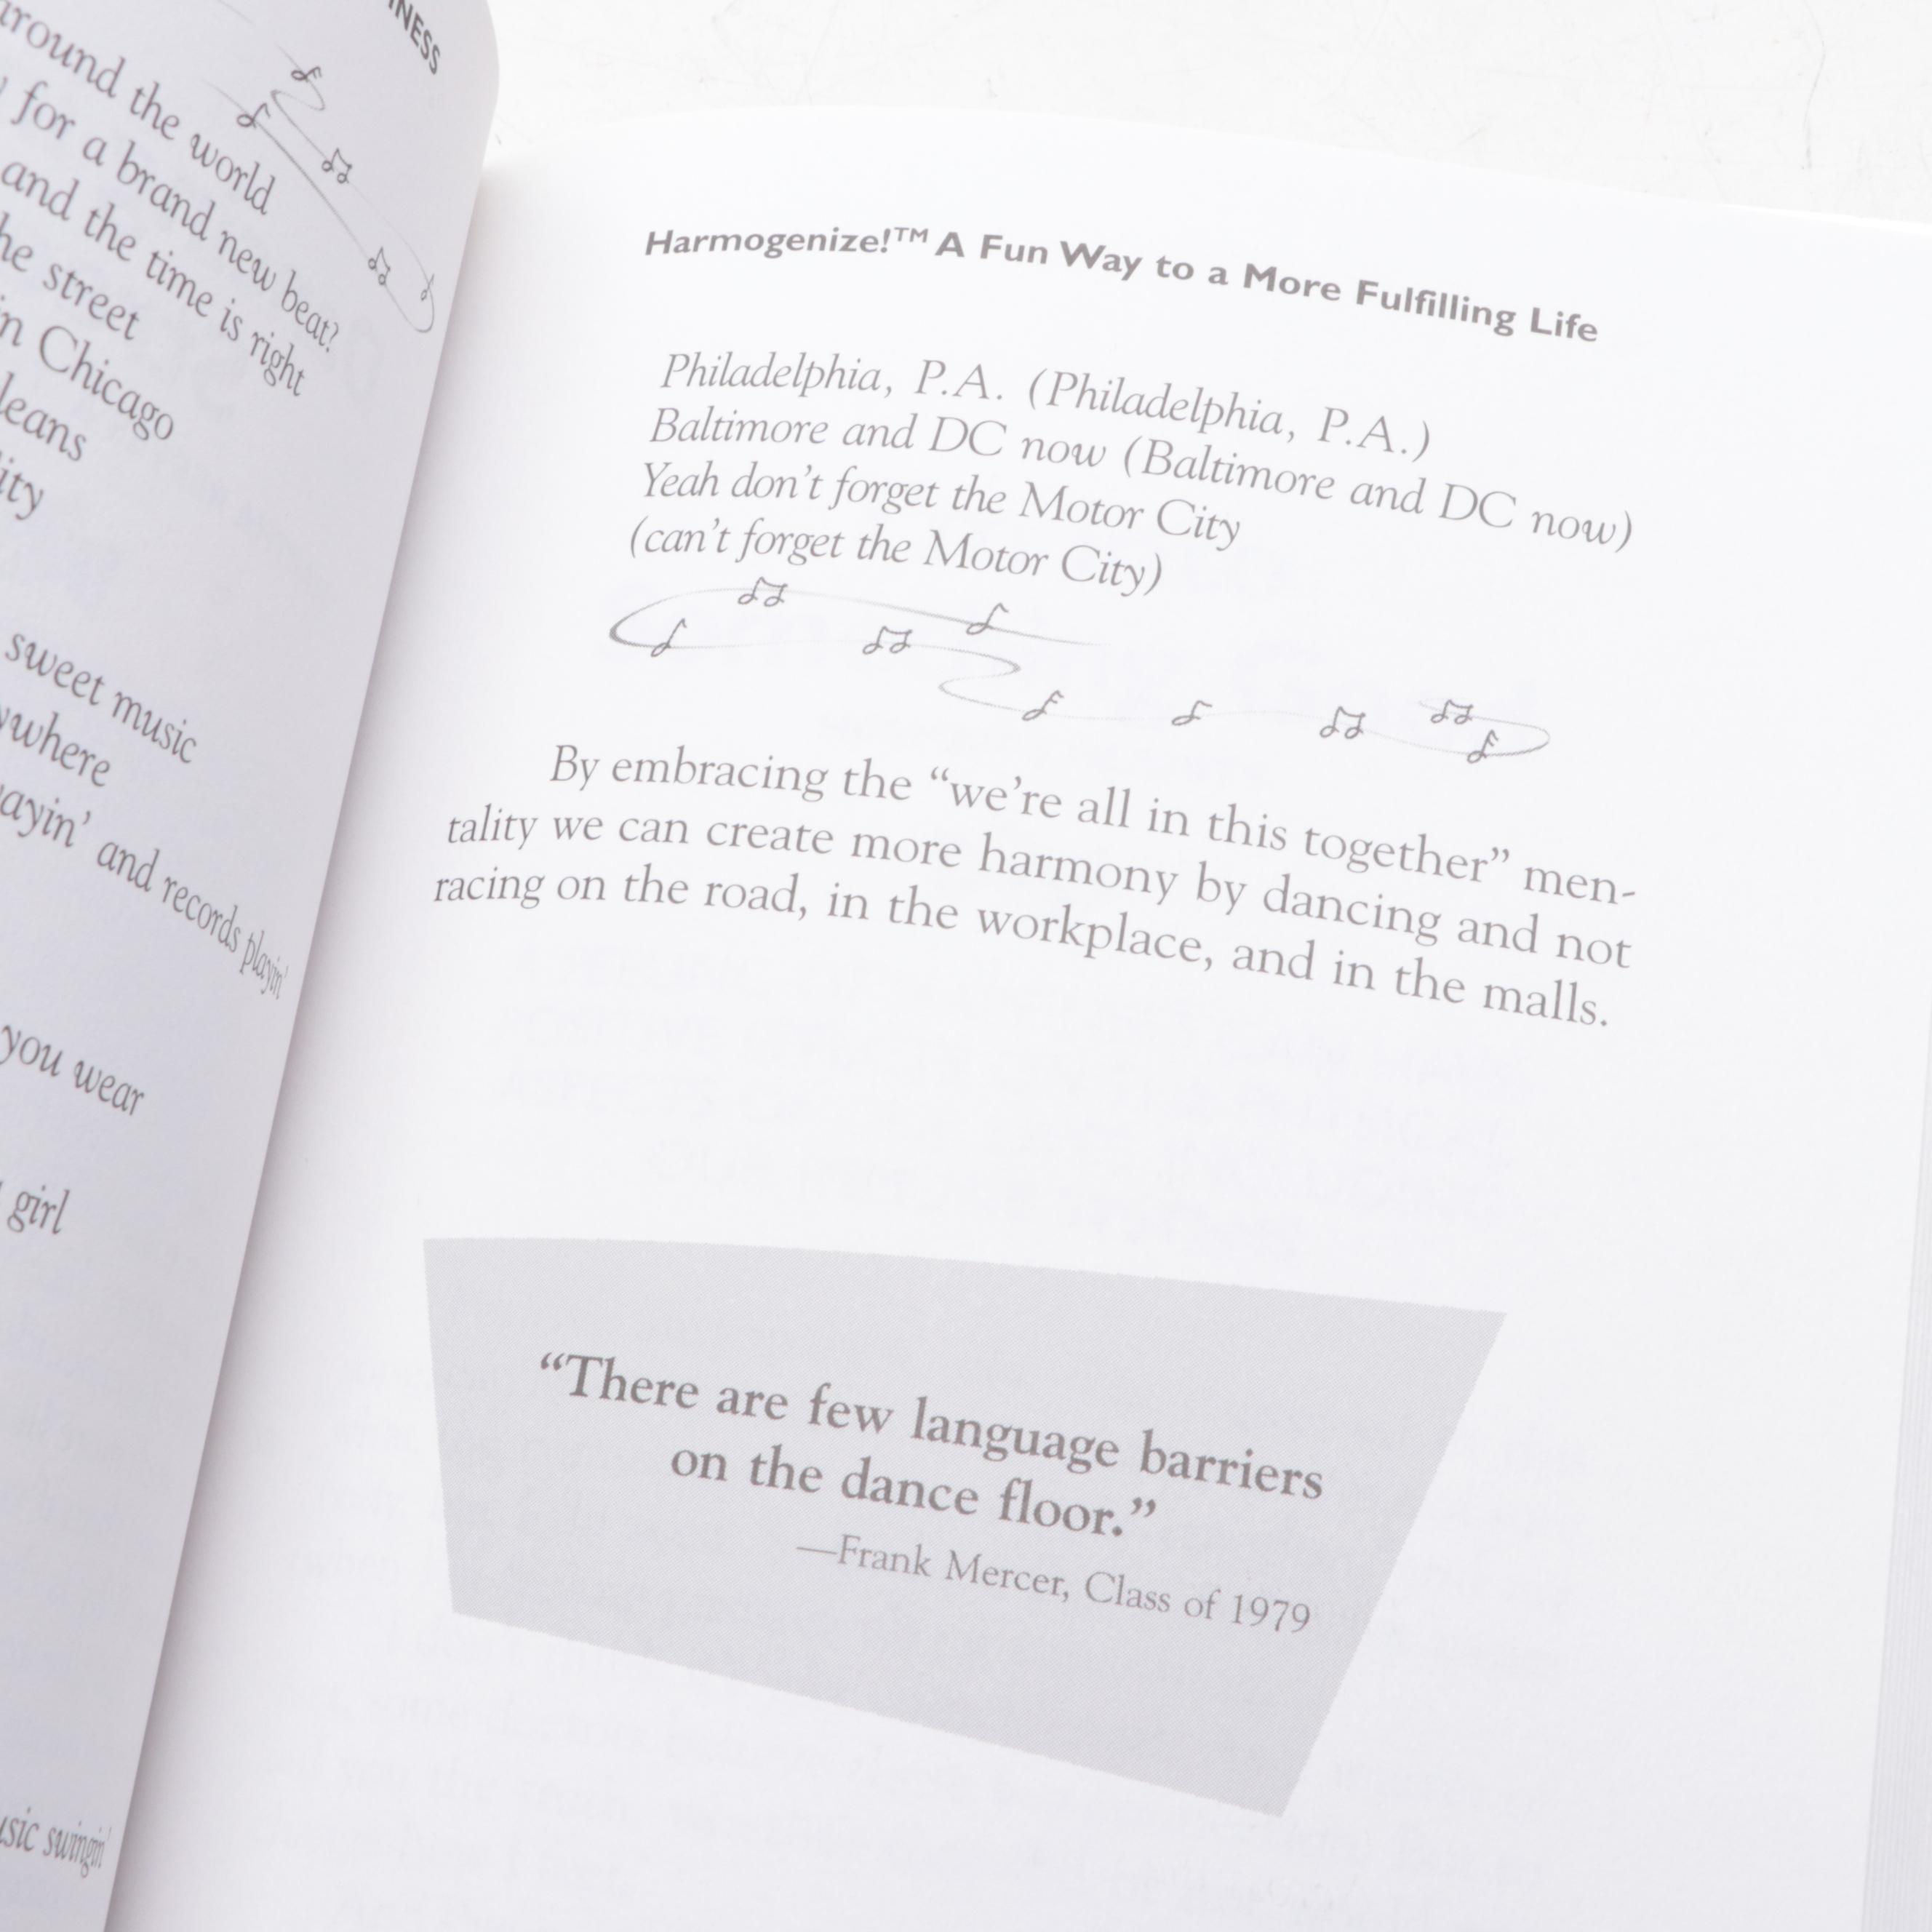 INESS
around the world
for a brand new beat?
and the time is right
he street
in Chicago
leans
ity
sweet music
ywhere
ayin' and records playin'
you wear
girl
usic swingin'
Harmogenize!™ A Fun Way to a More Fulfilling Life
Philadelphia, P.A. (Philadelphia, P.A.)
Baltimore and DC now (Baltimore and DC now)
Yeah don't forget the Motor City
(can't forget the Motor City)
By embracing the “we're all in this together” men-
tality we can create more harmony by dancing and not
racing on the road, in the workplace, and in the malls.
“There are few language barriers
on the dance floor.”
—Frank Mercer, Class of 1979